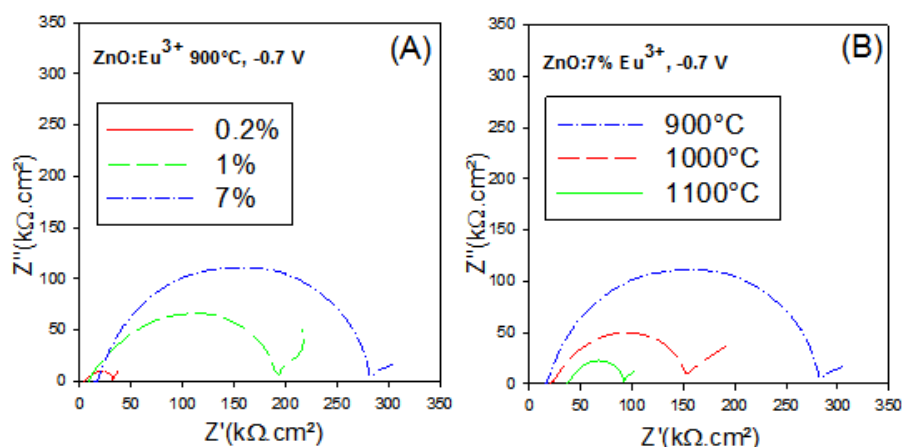 ZnO:Eu³⁺ 900°C, -0.7 V
(A)
0.2%
1%
7%
Z"(kΩ.cm²)
350
300
250
200
150
100
50
0
0 50 100 150 200 250 300 350
Z'(kΩ.cm²)
ZnO:7% Eu³⁺, -0.7 V
(B)
900°C
1000°C
1100°C
Z"(kΩ.cm²)
350
300
250
200
150
100
50
0
0 50 100 150 200 250 300 350
Z'(kΩ.cm²)